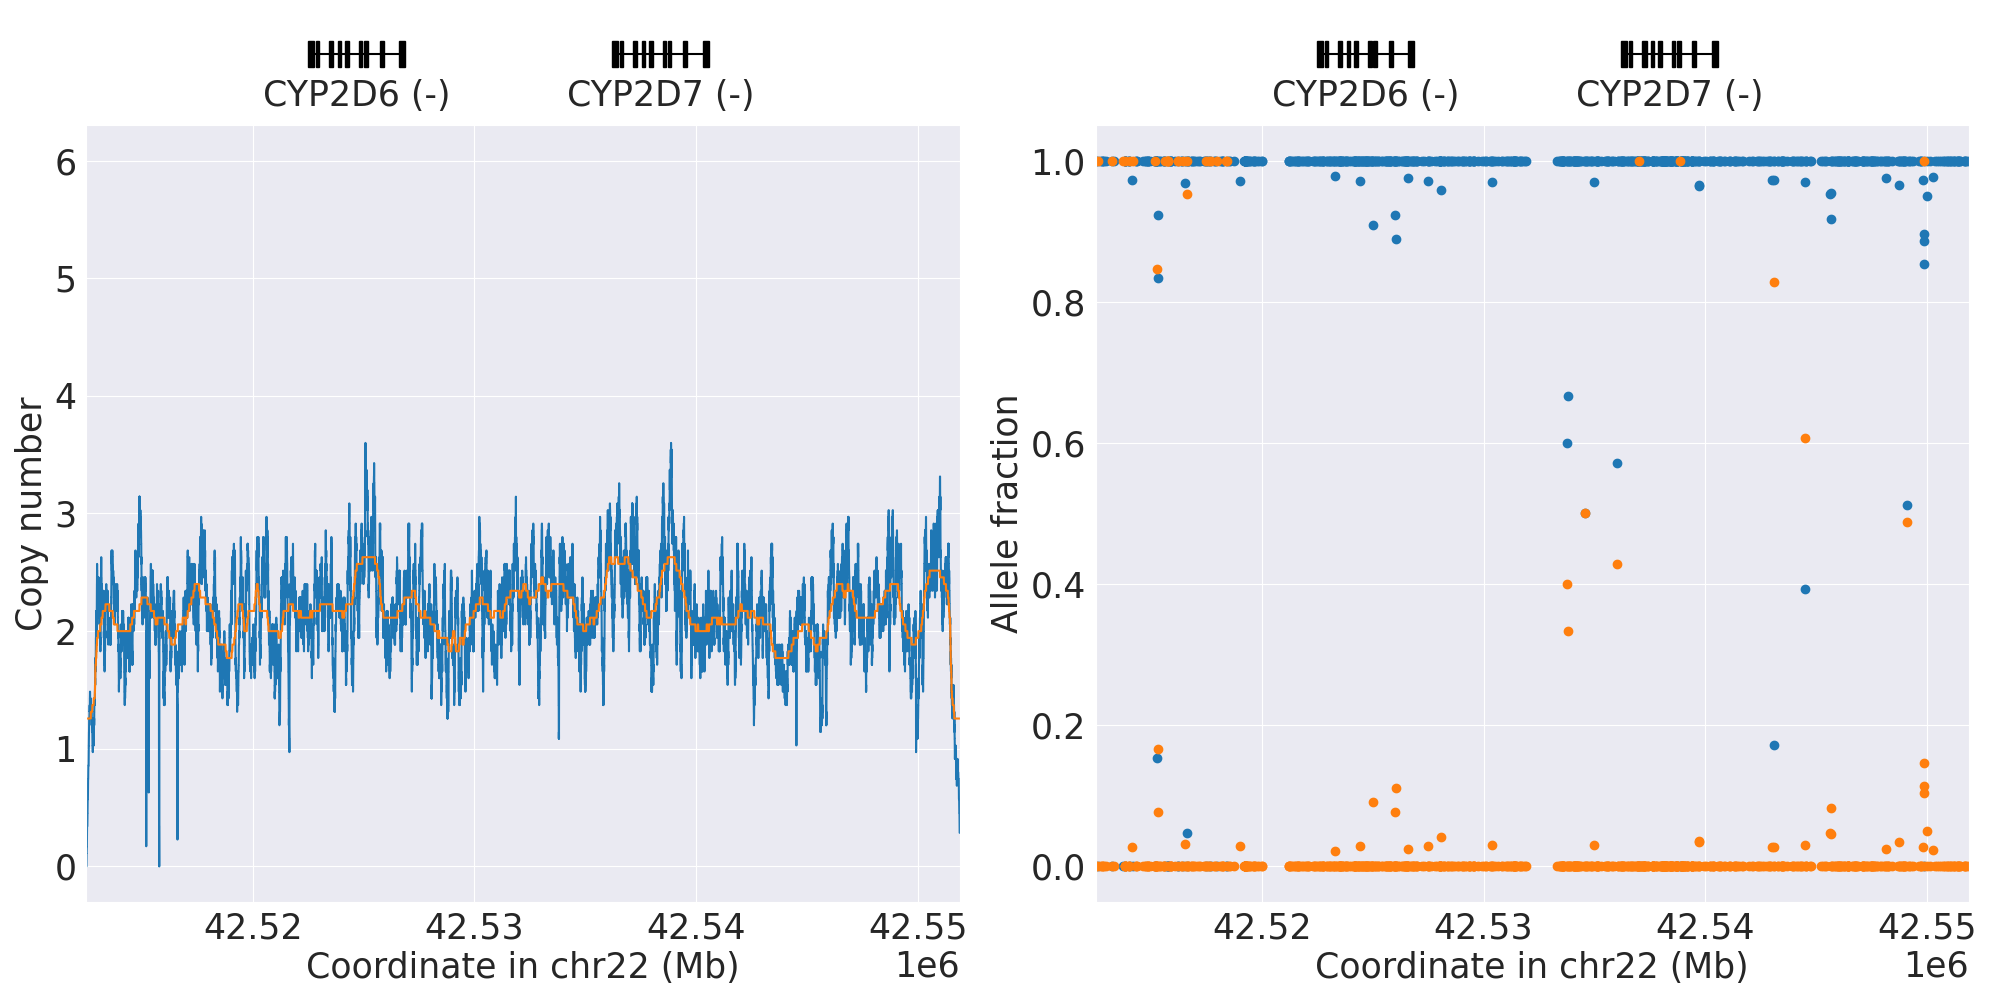 CYP2D6 (-)
CYP2D7 (-)
6
5
4
3
2
1
0
Copy number
42.52
42.53
42.54
42.55
Coordinate in chr22 (Mb)
1e6
CYP2D6 (-)
CYP2D7 (-)
1.0
0.8
0.6
0.4
0.2
0.0
Allele fraction
42.52
42.53
42.54
42.55
Coordinate in chr22 (Mb)
1e6